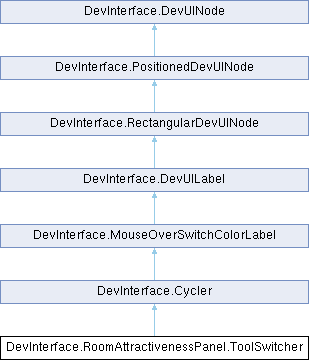 DevInterface.DevUINode
DevInterface.PositionedDevUINode
DevInterface.RectangularDevUINode
DevInterface.DevUILabel
DevInterface.MouseOverSwitchColorLabel
DevInterface.Cycler
DevInterface.RoomAttractivenessPanel.ToolSwitcher